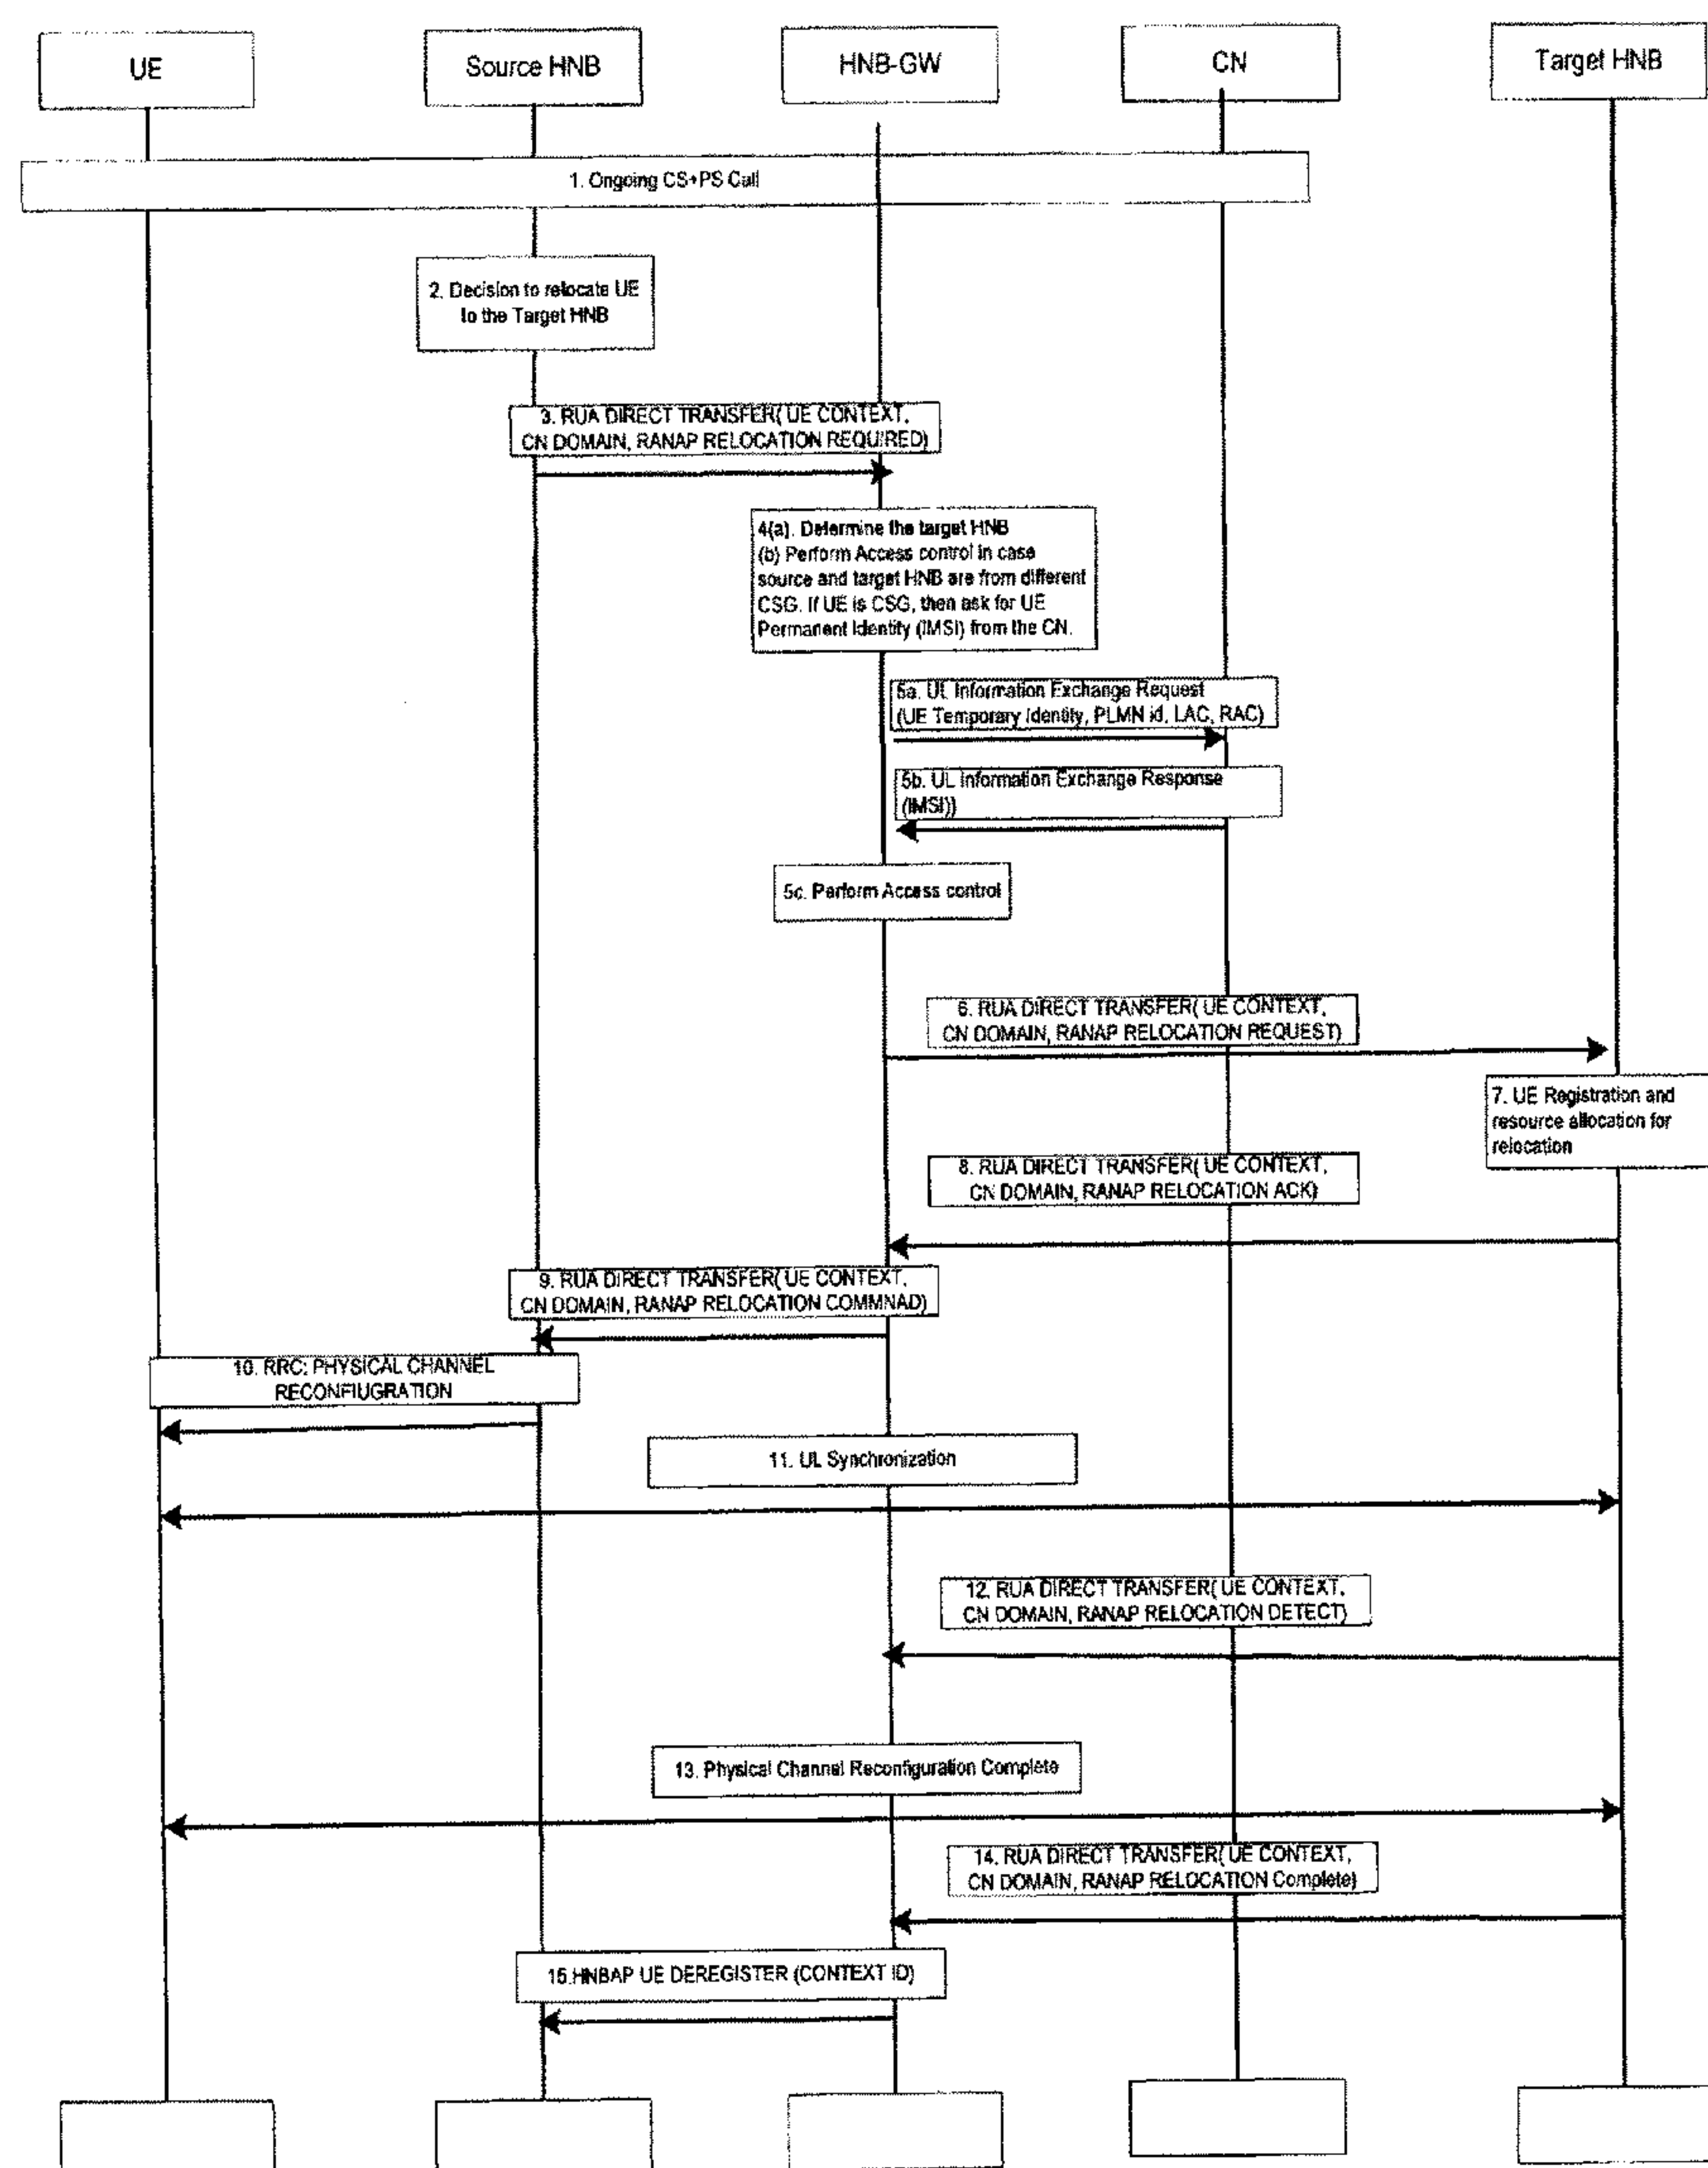 UE
Source HNB
HNB-GW
CN
Target HNB
1. Ongoing CS+PS Call
2. Decision to relocate UE
to the Target HNB
3. RUA DIRECT TRANSFER( UE CONTEXT,
CN DOMAIN, RANAP RELOCATION REQUIRED)
4(a). Determine the target HNB
(b) Perform Access control in case
source and target HNB are from different
CSG. If UE is CSG, then ask for UE
Permanent Identity (IMSI) from the CN.
5a. UL Information Exchange Request
(UE Temporary Identity, PLMN id, LAC, RAC)
5b. UL Information Exchange Response
(IMSI))
5c. Perform Access control
6. RUA DIRECT TRANSFER( UE CONTEXT,
CN DOMAIN, RANAP RELOCATION REQUEST)
7. UE Registration and
resource allocation for
relocation
8. RUA DIRECT TRANSFER( UE CONTEXT,
CN DOMAIN, RANAP RELOCATION ACK)
9. RUA DIRECT TRANSFER( UE CONTEXT,
CN DOMAIN, RANAP RELOCATION COMMNAD)
10. RRC: PHYSICAL CHANNEL
RECONFIUGRATION
11. UL Synchronization
12. RUA DIRECT TRANSFER( UE CONTEXT,
CN DOMAIN, RANAP RELOCATION DETECT)
13. Physical Channel Reconfiguration Complete
14. RUA DIRECT TRANSFER( UE CONTEXT,
CN DOMAIN, RANAP RELOCATION Complete)
15.HNBAP UE DEREGISTER (CONTEXT ID)